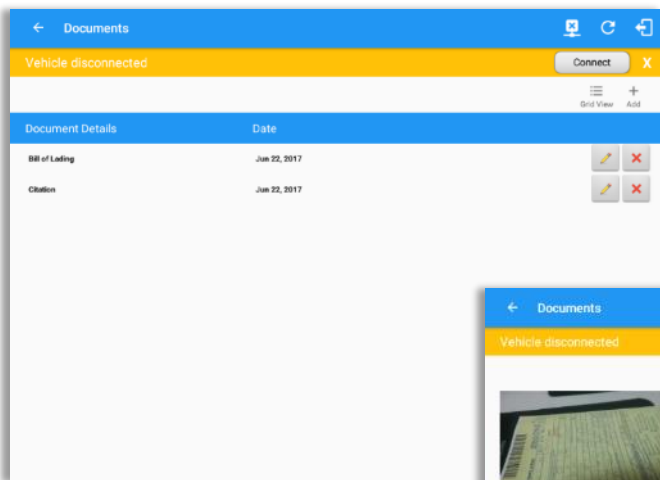 Documents
Vehicle disconnected
Connect
X
Grid View
Add
Document Details
Date
Bill of Lading
Jun 22, 2017
Citation
Jun 22, 2017
Documents
Vehicle disconnected